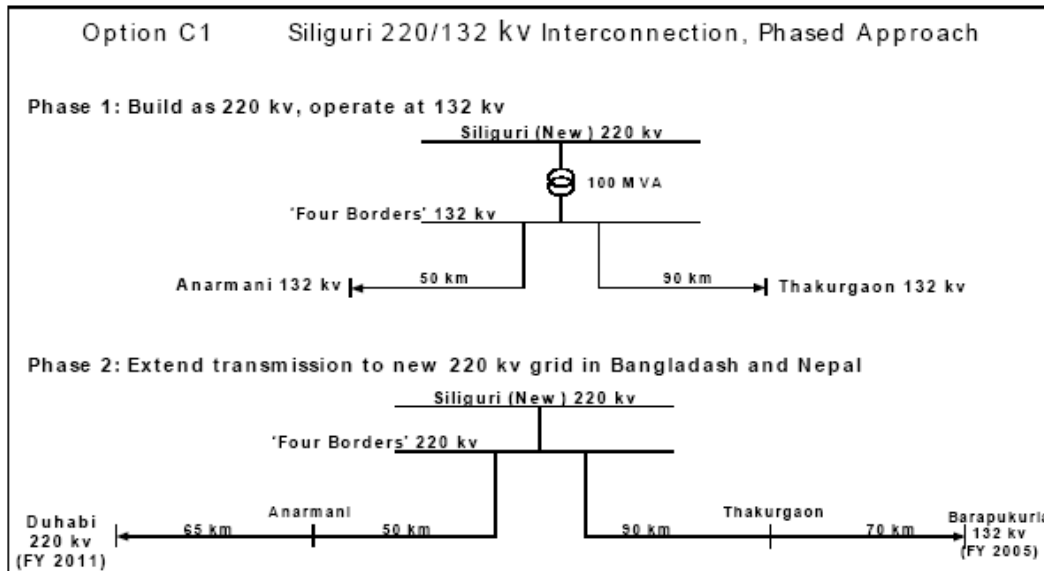 Option C1 Siliguri 220/132 kv Interconnection, Phased Approach
Phase 1: Build as 220 kv, operate at 132 kv
Siliguri (New) 220 kv
100 MVA
'Four Borders' 132 kv
Anarmani 132 kv
50 km
90 km
Thakurgaon 132 kv
Phase 2: Extend transmission to new 220 kv grid in Bangladash and Nepal
Siliguri (New) 220 kv
'Four Borders' 220 kv
Duhabi
220 kv
(FY 2011)
65 km
Anarmani
50 km
90 km
Thakurgaon
70 km
Barapukuria
132 kv
(FY 2005)